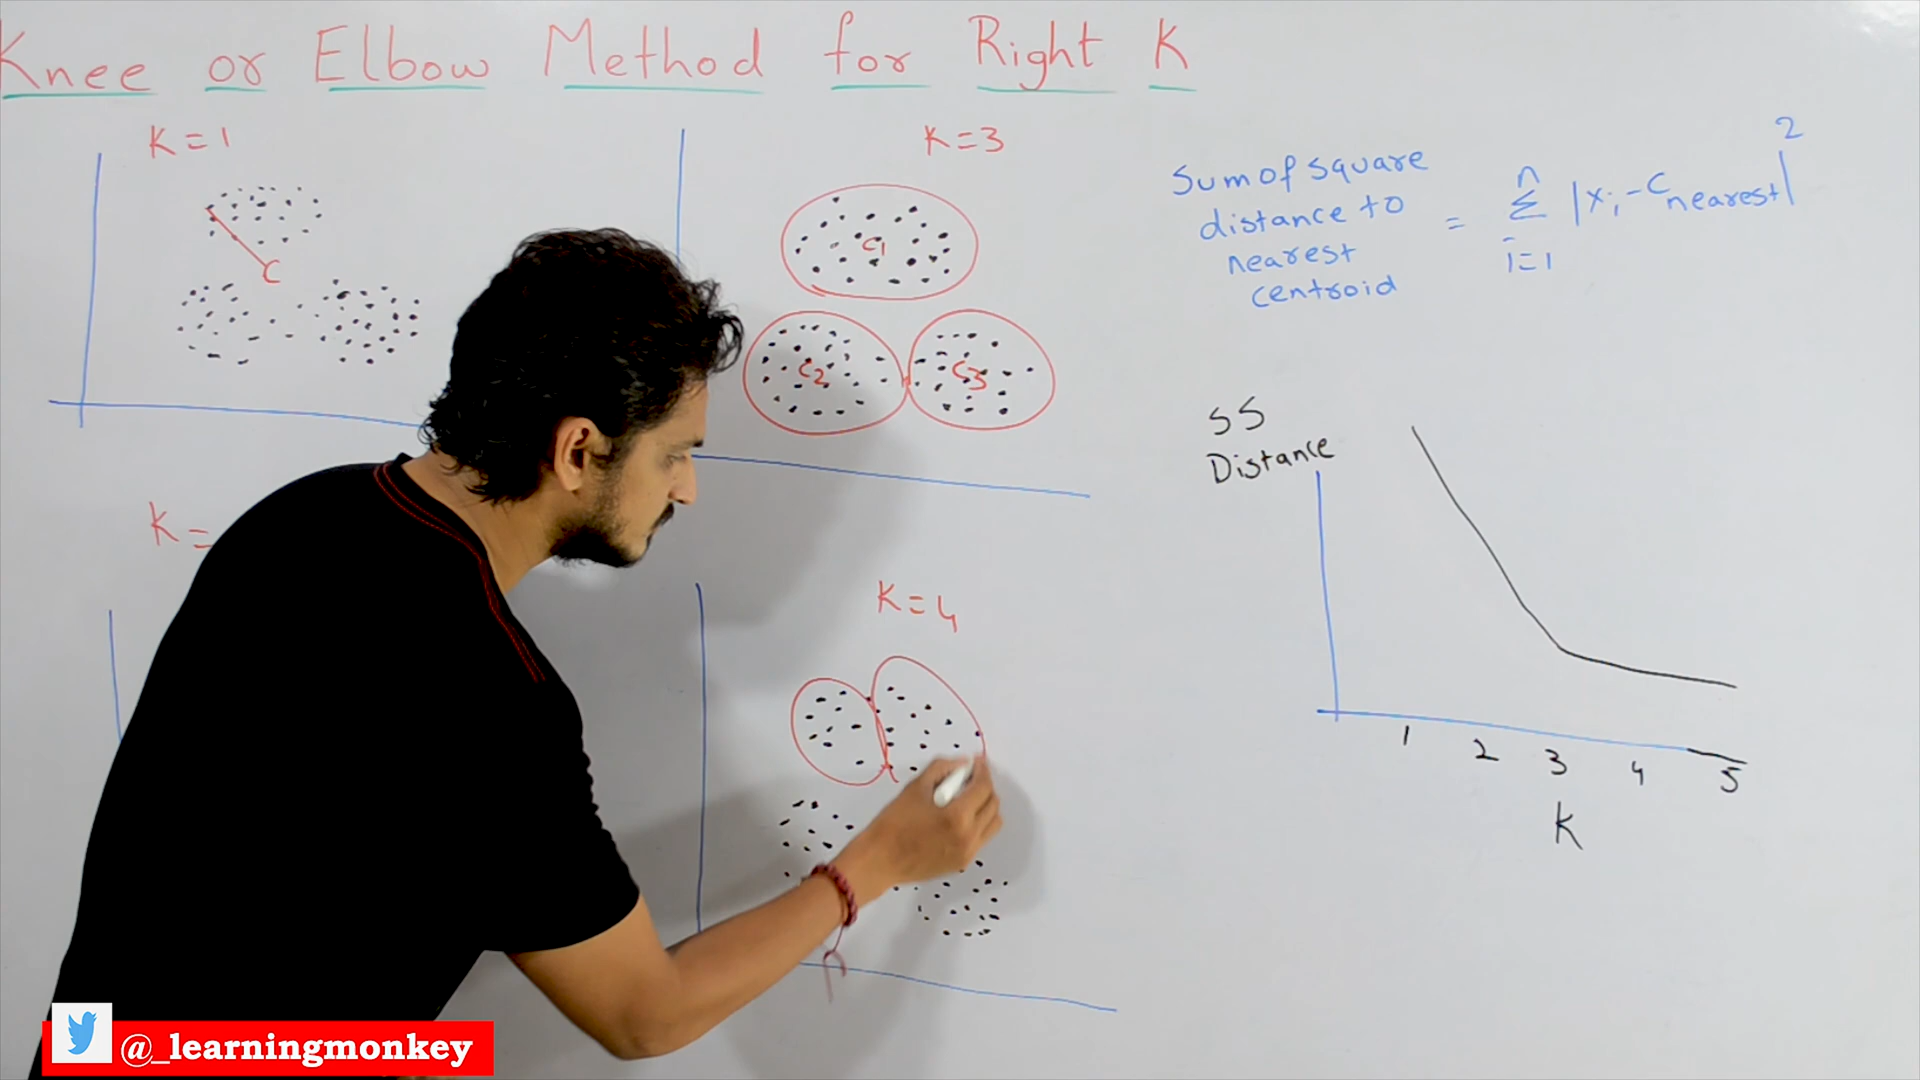 Knee or Elbow Method for Right K
K=1
C
K=3
C1
C2
C3
Sum of square
distance to
nearest
centroid
= n∑i=1 |xi - Cnearest|²
K=
K=4
SS
Distance
1 2 3 4 5
K
@_learningmonkey